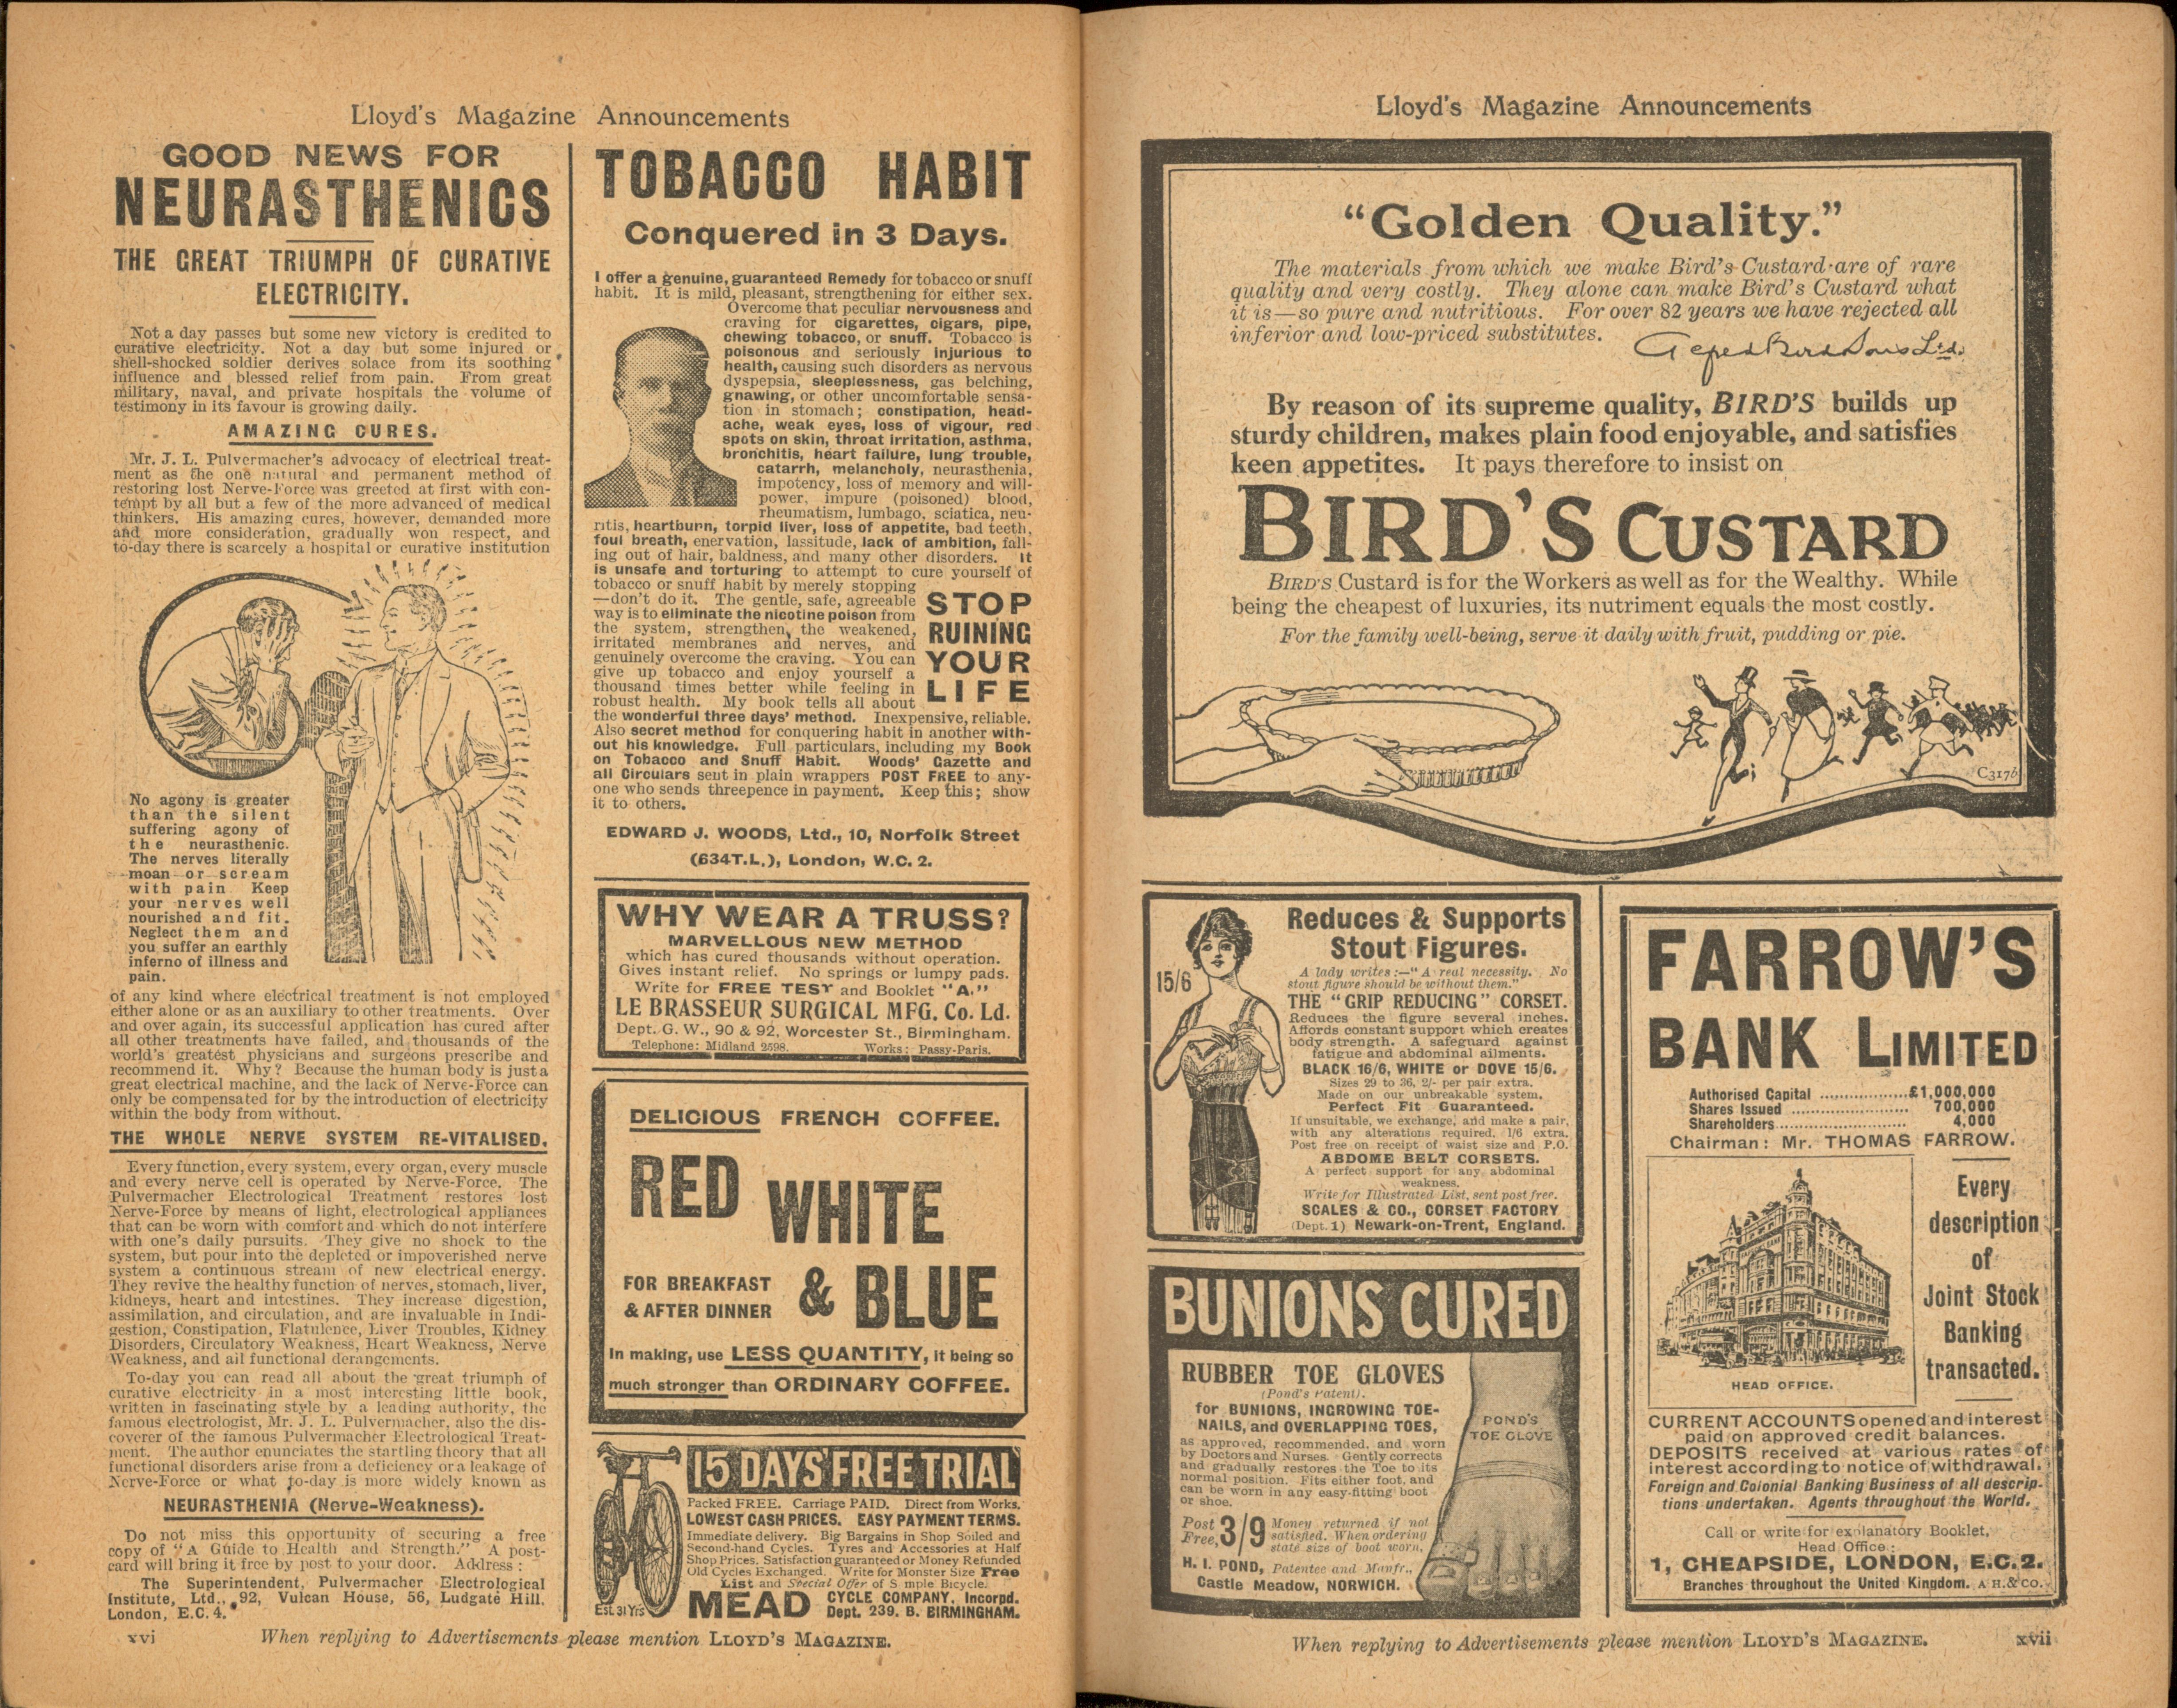 Lloyd's Magazine Announcements
GOOD NEWS FOR
NEURASTHENICS
THE GREAT TRIUMPH OF CURATIVE
ELECTRICITY.
Not a day passes but some new victory is credited to
curative electricity. Not a day but some injured or
shell-shocked soldier derives solace from its soothing
influence and blessed relief from pain. From great
military, naval, and private hospitals the volume of
testimony in its favour is growing daily.
AMAZING CURES.
Mr. J. L. Pulvermacher's advocacy of electrical treat-
ment as the one natural and permanent method of
restoring lost Nerve-Force was greeted at first with con-
tempt by all but a few of the more advanced of medical
thinkers. His amazing cures, however, demanded more
and more consideration, gradually won respect, and
to-day there is scarcely a hospital or curative institution
No agony is greater
than the silent
suffering agony of
the neurasthenic.
The nerves literally
moan or scream
with pain Keep
your nerves well
nourished and fit.
Neglect them and
you suffer an earthly
inferno of illness and
pain.
of any kind where electrical treatment is not employed
either alone or as an auxiliary to other treatments. Over
and over again, its successful application has cured after
all other treatments have failed, and thousands of the
world's greatest physicians and surgeons prescribe and
recommend it. Why? Because the human body is just a
great electrical machine, and the lack of Nerve-Force can
only be compensated for by the introduction of electricity
within the body from without.
THE WHOLE NERVE SYSTEM RE-VITALISED.
Every function, every system, every organ, every muscle
and every nerve cell is operated by Nerve-Force. The
Pulvermacher Electrological Treatment restores lost
Nerve-Force by means of light, electrological appliances
that can be worn with comfort and which do not interfere
with one's daily pursuits. They give no shock to the
system, but pour into the depleted or impoverished nerve
system a continuous stream of new electrical energy.
They revive the healthy function of nerves, stomach, liver,
kidneys, heart and intestines. They increase digestion,
assimilation, and circulation, and are invaluable in Indi-
gestion, Constipation, Flatulence, Liver Troubles, Kidney
Disorders, Circulatory Weakness, Heart Weakness, Nerve
Weakness, and all functional derangements.
To-day you can read all about the great triumph of
curative electricity in a most interesting little book,
written in fascinating style by a leading authority, the
famous electrologist, Mr. J. L. Pulvermacher, also the dis-
coverer of the famous Pulvermacher Electrological Treat-
ment. The author enunciates the startling theory that all
functional disorders arise from a deficiency or a leakage of
Nerve-Force or what to-day is more widely known as
NEURASTHENIA (Nerve-Weakness).
Do not miss this opportunity of securing a free
copy of "A Guide to Health and Strength." A post-
card will bring it free by post to your door. Address:
The Superintendent, Pulvermacher Electrological
Institute, Ltd., 92, Vulcan House, 56, Ludgate Hill,
London, E.C. 4.
TOBACCO HABIT
Conquered in 3 Days.
I offer a genuine, guaranteed Remedy for tobacco or snuff
habit. It is mild, pleasant, strengthening for either sex.
Overcome that peculiar nervousness and
craving for cigarettes, cigars, pipe,
chewing tobacco, or snuff. Tobacco is
poisonous and seriously injurious to
health, causing such disorders as nervous
dyspepsia, sleeplessness, gas belching,
gnawing, or other uncomfortable sensa-
tion in stomach; constipation, head-
ache, weak eyes, loss of vigour, red
spots on skin, throat irritation, asthma,
bronchitis, heart failure, lung trouble,
catarrh, melancholy, neurasthenia,
impotency, loss of memory and will-
power, impure (poisoned) blood,
rheumatism, lumbago, sciatica, neu-
ritis, heartburn, torpid liver, loss of appetite, bad teeth,
foul breath, enervation, lassitude, lack of ambition, fall-
ing out of hair, baldness, and many other disorders. It
is unsafe and torturing to attempt to cure yourself of
tobacco or snuff habit by merely stopping
—don't do it. The gentle, safe, agreeable
way is to eliminate the nicotine poison from
the system, strengthen the weakened,
irritated membranes and nerves, and
genuinely overcome the craving. You can
give up tobacco and enjoy yourself a
thousand times better while feeling in
robust health. My book tells all about
STOP
RUINING
YOUR
LIFE
the wonderful three days' method. Inexpensive, reliable.
Also secret method for conquering habit in another with-
out his knowledge. Full particulars, including my Book
on Tobacco and Snuff Habit. Woods' Gazette and
all Circulars sent in plain wrappers POST FREE to any-
one who sends threepence in payment. Keep this; show
it to others.
EDWARD J. WOODS, Ltd., 10, Norfolk Street
(634T.L.), London, W.C. 2.
WHY WEAR A TRUSS?
MARVELLOUS NEW METHOD
which has cured thousands without operation.
Gives instant relief. No springs or lumpy pads.
Write for FREE TEST and Booklet "A."
LE BRASSEUR SURGICAL MFG. Co. Ld.
Dept. G. W., 90 & 92, Worcester St., Birmingham.
Telephone: Midland 2598. Works: Passy-Paris.
DELICIOUS FRENCH COFFEE.
RED
WHITE
& BLUE
FOR BREAKFAST
& AFTER DINNER
In making, use LESS QUANTITY, it being so
much stronger than ORDINARY COFFEE.
15 DAYS' FREE TRIAL
Packed FREE. Carriage PAID. Direct from Works.
LOWEST CASH PRICES. EASY PAYMENT TERMS.
Immediate delivery. Big Bargains in Shop Soiled and
Second-hand Cycles. Tyres and Accessories at Half
Shop Prices. Satisfaction guaranteed or Money Refunded
Old Cycles Exchanged. Write for Monster Size Free
List and Special Offer of S mple Bicycle.
MEAD CYCLE COMPANY, Incorpd.
Dept. 239. B. BIRMINGHAM.
Est. 31 Yrs
xvi When replying to Advertisements please mention LLOYD'S MAGAZINE.
Lloyd's Magazine Announcements
"Golden Quality."
The materials from which we make Bird's Custard are of rare
quality and very costly. They alone can make Bird's Custard what
it is—so pure and nutritious. For over 82 years we have rejected all
inferior and low-priced substitutes.
Alfred Bird & Sons Ltd.
By reason of its supreme quality, BIRD'S builds up
sturdy children, makes plain food enjoyable, and satisfies
keen appetites. It pays therefore to insist on
BIRD'S CUSTARD
BIRD'S Custard is for the Workers as well as for the Wealthy. While
being the cheapest of luxuries, its nutriment equals the most costly.
For the family well-being, serve it daily with fruit, pudding or pie.
C317b
15/6
Reduces & Supports
Stout Figures.
A lady writes:—"A real necessity. No
stout figure should be without them."
THE "GRIP REDUCING" CORSET.
Reduces the figure several inches.
Affords constant support which creates
body strength. A safeguard against
fatigue and abdominal ailments.
BLACK 16/6, WHITE or DOVE 15/6.
Sizes 29 to 36, 2/- per pair extra.
Made on our unbreakable system.
Perfect Fit Guaranteed.
If unsuitable, we exchange, and make a pair,
with any alterations required, 1/6 extra.
Post free on receipt of waist size and P.O.
ABDOME BELT CORSETS.
A perfect support for any abdominal
weakness.
Write for Illustrated List, sent post free.
SCALES & CO., CORSET FACTORY
(Dept. 1) Newark-on-Trent, England.
BUNIONS CURED
RUBBER TOE GLOVES
(Pond's Patent).
for BUNIONS, INGROWING TOE-
NAILS, and OVERLAPPING TOES,
as approved, recommended, and worn
by Doctors and Nurses. Gently corrects
and gradually restores the Toe to its
normal position. Fits either foot, and
can be worn in any easy-fitting boot
or shoe.
Post Free, 3/9 Money returned if not
satisfied. When ordering
state size of boot worn,
H. I. POND, Patentee and Manfr.,
Castle Meadow, NORWICH.
POND'S
TOE GLOVE
FARROW'S
BANK LIMITED
Authorised Capital ........ £1,000,000
Shares Issued ........ 700,000
Shareholders ........ 4,000
Chairman: Mr. THOMAS FARROW.
HEAD OFFICE.
Every
description
of
Joint Stock
Banking
transacted.
CURRENT ACCOUNTS opened and interest
paid on approved credit balances.
DEPOSITS received at various rates of
interest according to notice of withdrawal.
Foreign and Colonial Banking Business of all descrip-
tions undertaken. Agents throughout the World.
Call or write for explanatory Booklet,
Head Office:
1, CHEAPSIDE, LONDON, E.C.2.
Branches throughout the United Kingdom. A H. & CO.
When replying to Advertisements please mention LLOYD'S MAGAZINE. xvii